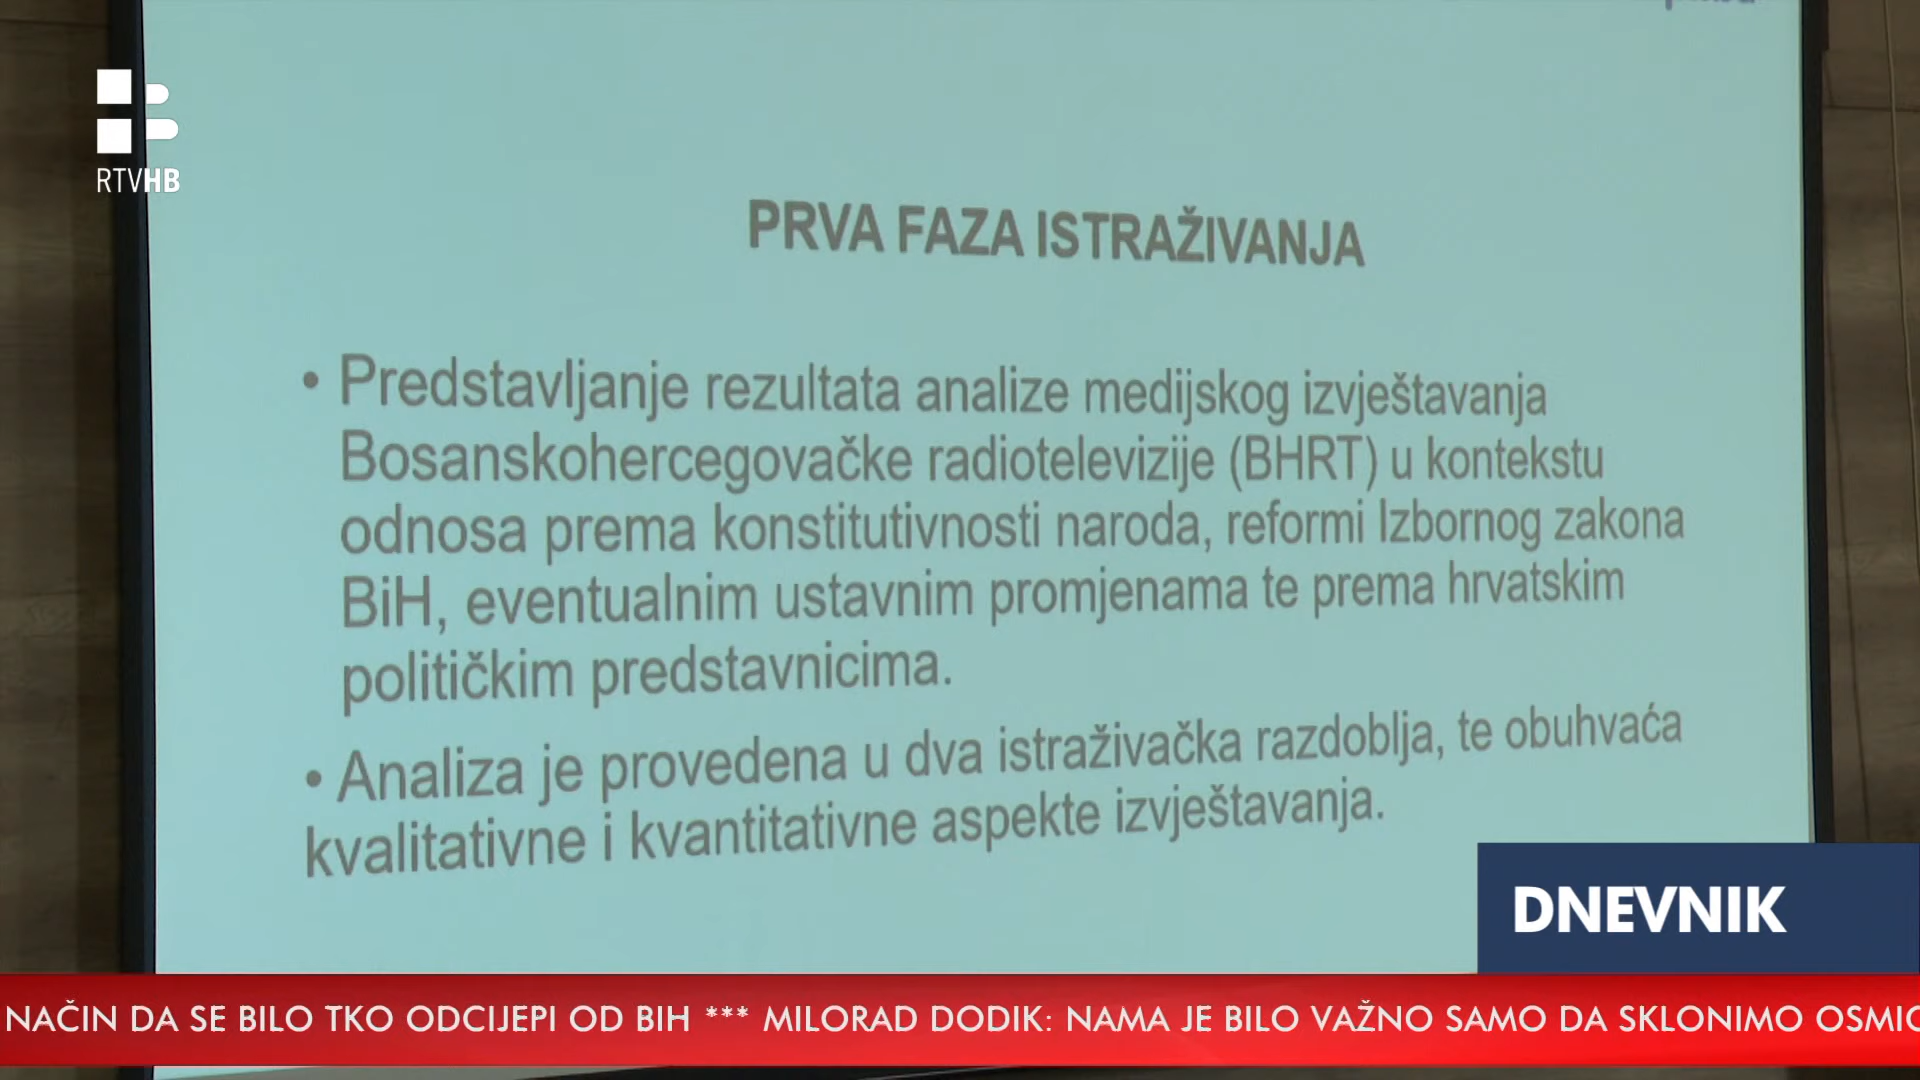 RTVHB
PRVA FAZA ISTRAŽIVANJA
• Predstavljanje rezultata analize medijskog izvještavanja
Bosanskohercegovačke radiotelevizije (BHRT) u kontekstu
odnosa prema konstitutivnosti naroda, reformi Izbornog zakona
BiH, eventualnim ustavnim promjenama te prema hrvatskim
političkim predstavnicima.
• Analiza je provedena u dva istraživačka razdoblja, te obuhvaća
kvalitativne i kvantitativne aspekte izvještavanja.
DNEVNIK
NAČIN DA SE BILO TKO ODCIJEPI OD BIH *** MILORAD DODIK: NAMA JE BILO VAŽNO SAMO DA SKLONIMO